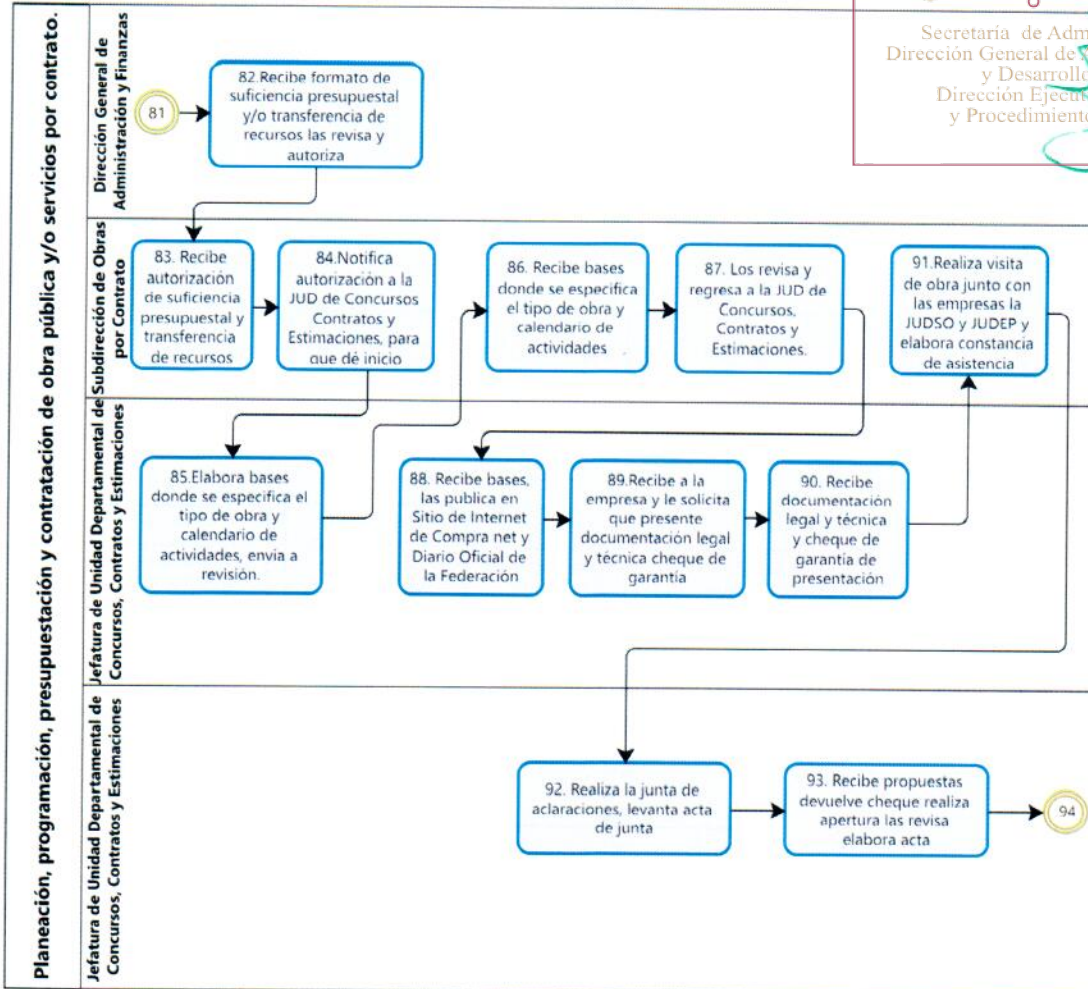 Planeación, programación, presupuestación y contratación de obra pública y/o servicios por contrato.
Secretaría de Adm
Dirección General de
y Desarrollo
Dirección Ejecu
y Procedimiento
Dirección General de
Administración y Finanzas
81
82.Recibe formato de
suficiencia presupuestal
y/o transferencia de
recursos las revisa y
autoriza
Subdirección de Obras
por Contrato
83. Recibe
autorización
de suficiencia
presupuestal y
transferencia
de recursos
84.Notifica
autorización a la
JUD de Concursos
Contratos y
Estimaciones, para
que dé inicio
86. Recibe bases
donde se especifica
el tipo de obra y
calendario de
actividades
87. Los revisa y
regresa a la JUD de
Concursos,
Contratos y
Estimaciones.
91.Realiza visita
de obra junto con
las empresas la
JUDSO y JUDEP y
elabora constancia
de asistencia
Jefatura de Unidad Departamental de
Concursos, Contratos y Estimaciones
85.Elabora bases
donde se especifica el
tipo de obra y
calendario de
actividades, envia a
revisión.
88. Recibe bases,
las publica en
Sitio de Internet
de Compra net y
Diario Oficial de
la Federación
89.Recibe a la
empresa y le solicita
que presente
documentación legal
y técnica cheque de
garantía
90. Recibe
documentación
legal y técnica
y cheque de
garantía de
presentación
Jefatura de Unidad Departamental de
Concursos, Contratos y Estimaciones
92. Realiza la junta de
aclaraciones, levanta acta
de junta
93. Recibe propuestas
devuelve cheque realiza
apertura las revisa
elabora acta
94